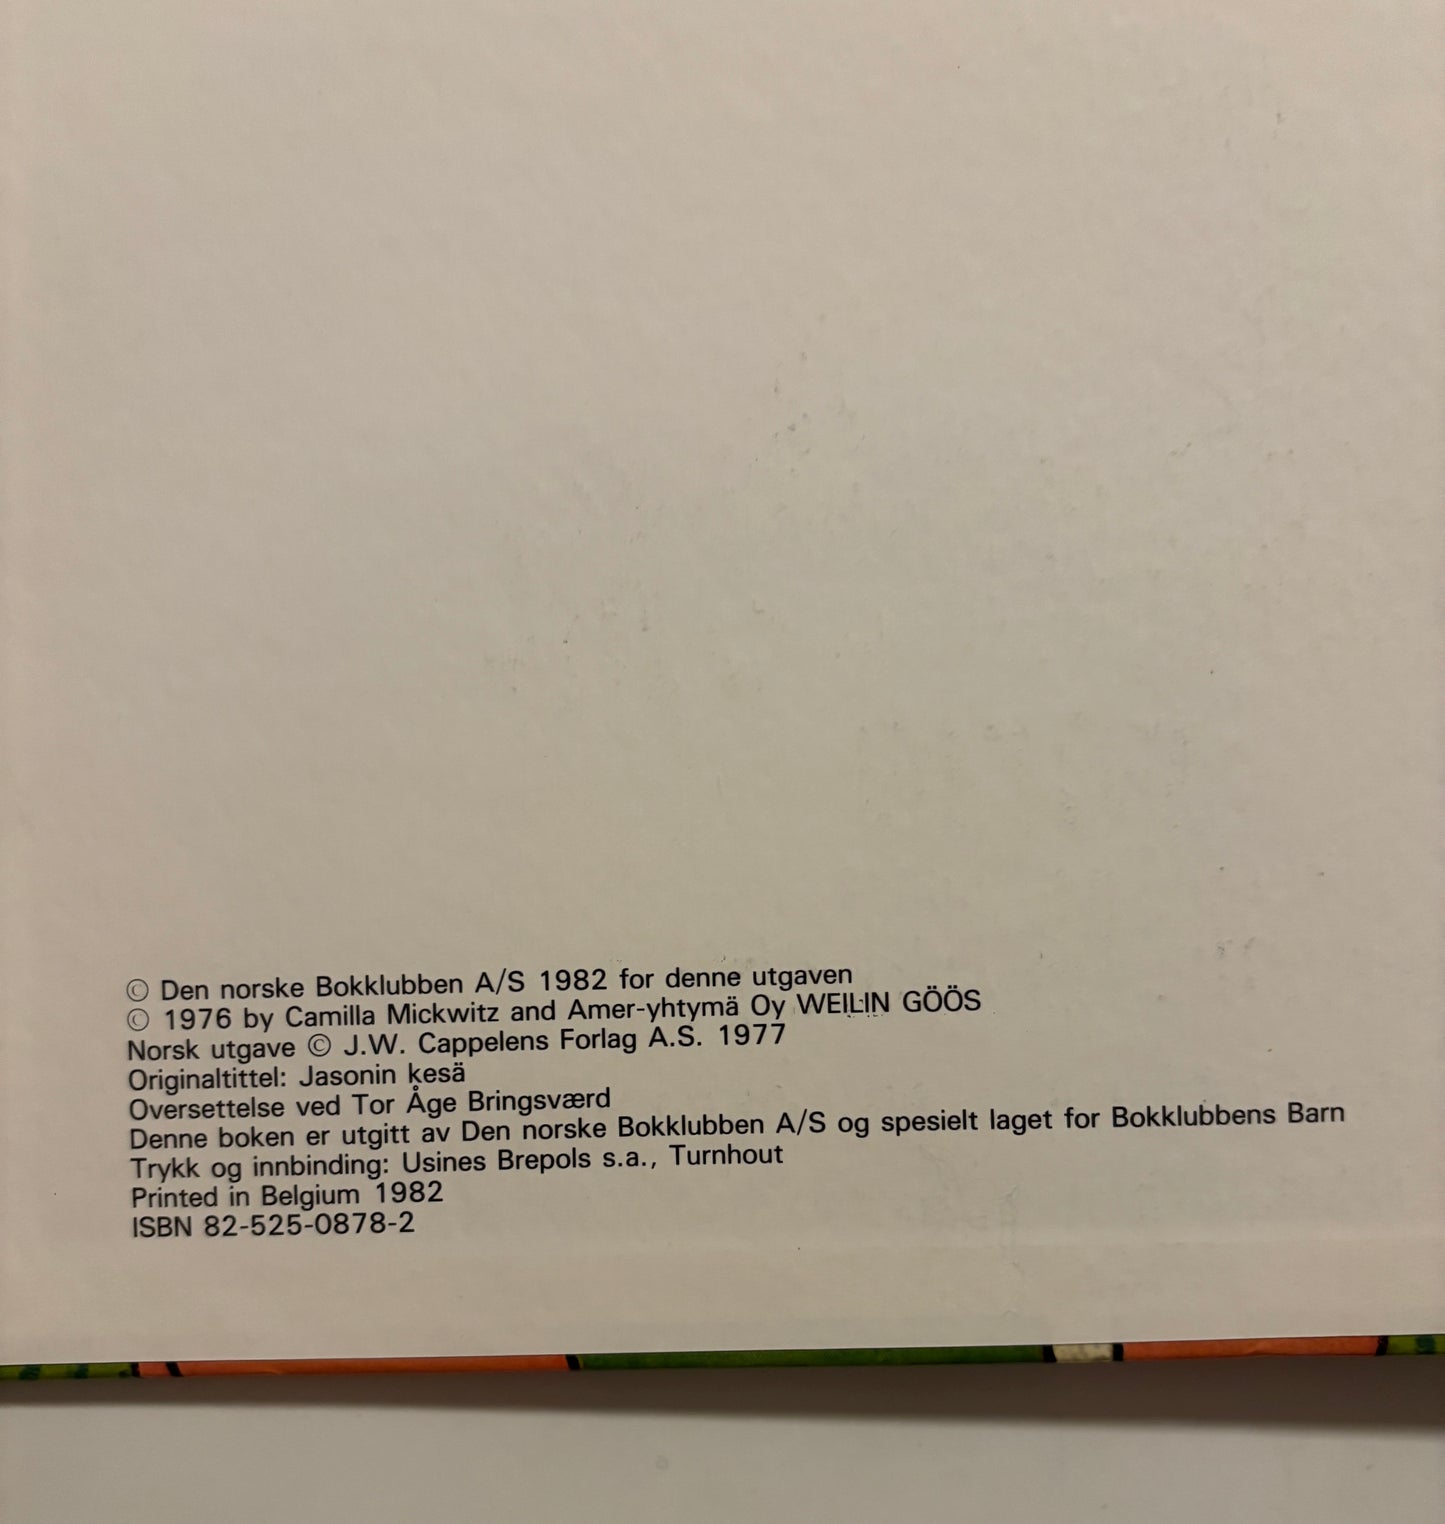 © Den norske Bokklubben A/S 1982 for denne utgaven
© 1976 by Camilla Mickwitz and Amer-yhtymä Oy WEILIN GÖÖS
Norsk utgave © J.W. Cappelens Forlag A.S. 1977
Originaltittel: Jasonin kesä
Oversettelse ved Tor Åge Bringsværd
Denne boken er utgitt av Den norske Bokklubben A/S og spesielt laget for Bokklubbens Barn
Trykk og innbinding: Usines Brepols s.a., Turnhout
Printed in Belgium 1982
ISBN 82-525-0878-2